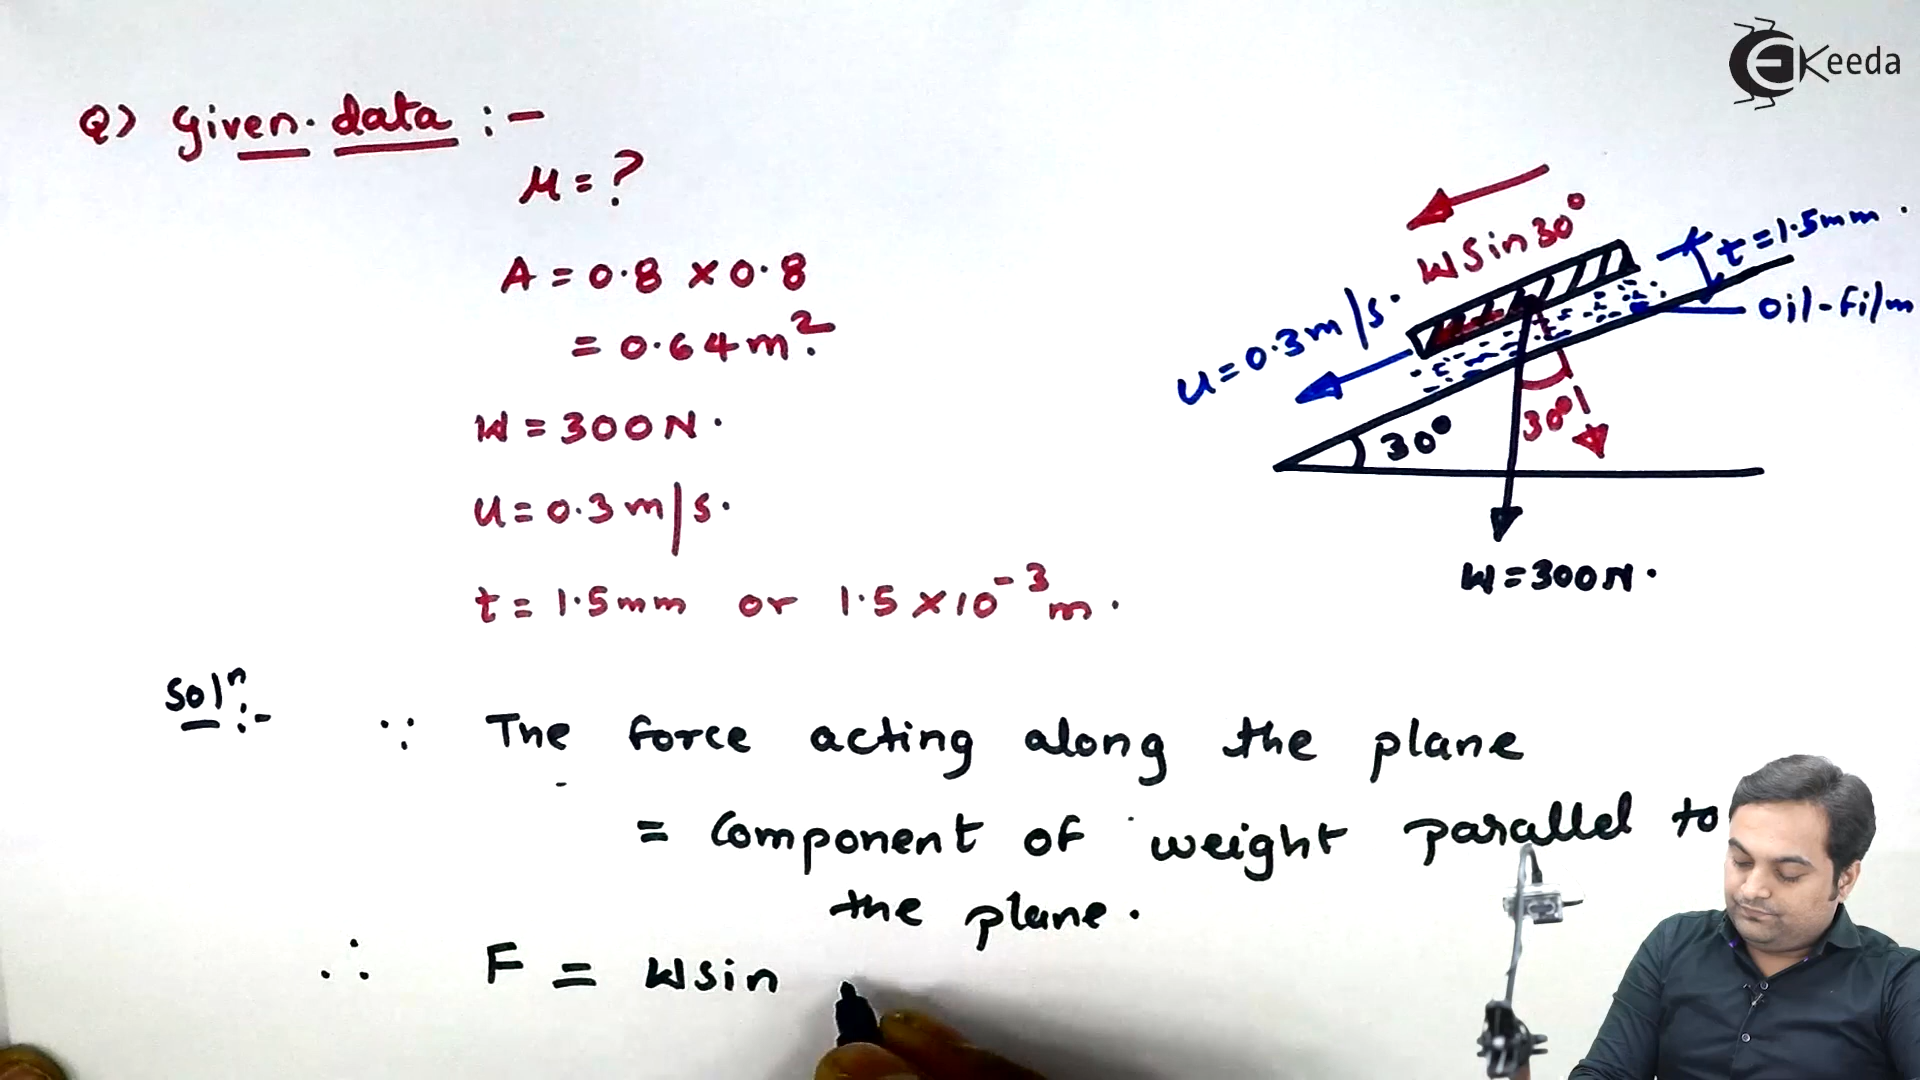 EKeeda
Q) Given data :-
μ = ?
A = 0.8 × 0.8
= 0.64 m².
W = 300 N.
u = 0.3 m/s.
t = 1.5 mm or 1.5 × 10⁻³ m.
Solⁿ :-
∵ The force acting along the plane
= component of weight parallel to
the plane.
∴ F = W sin
W sin 30°
t = 1.5 mm.
oil-film
u = 0.3 m/s.
30°
30°
W = 300 N.